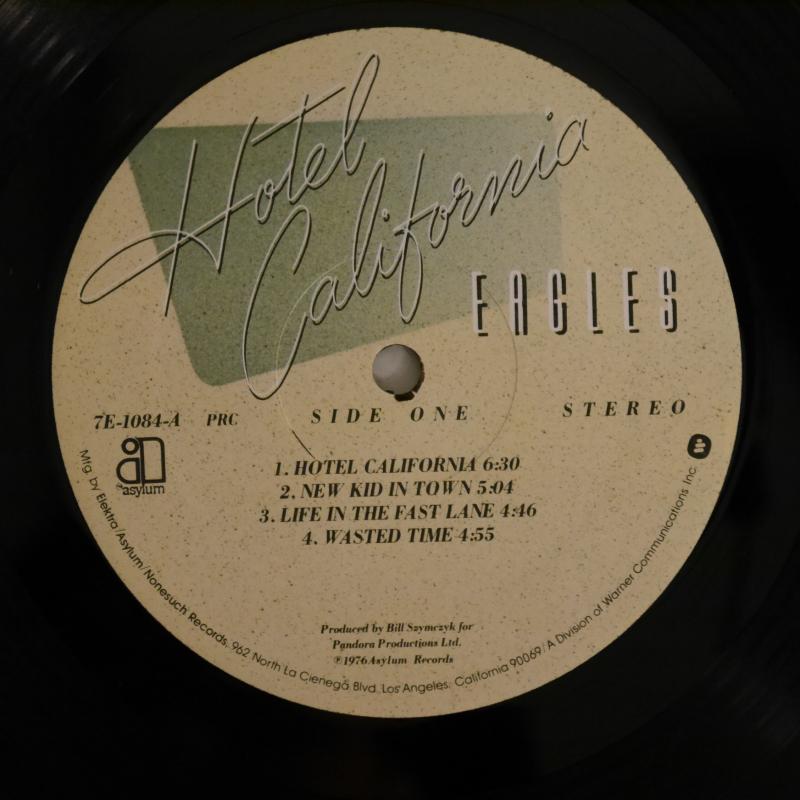 Hotel
California
EAGLES
7E-1084-A PRC SIDE ONE STEREO
asylum
1. HOTEL CALIFORNIA 6:30
2. NEW KID IN TOWN 5:04
3. LIFE IN THE FAST LANE 4:46
4. WASTED TIME 4:55
Produced by Bill Szymczyk for
Pandora Productions Ltd.
℗1976 Asylum Records
Mfg. by Elektra/Asylum/Nonesuch Records, 962 North La Cienega Blvd. Los Angeles, California 90069/A Division of Warner Communications Inc.